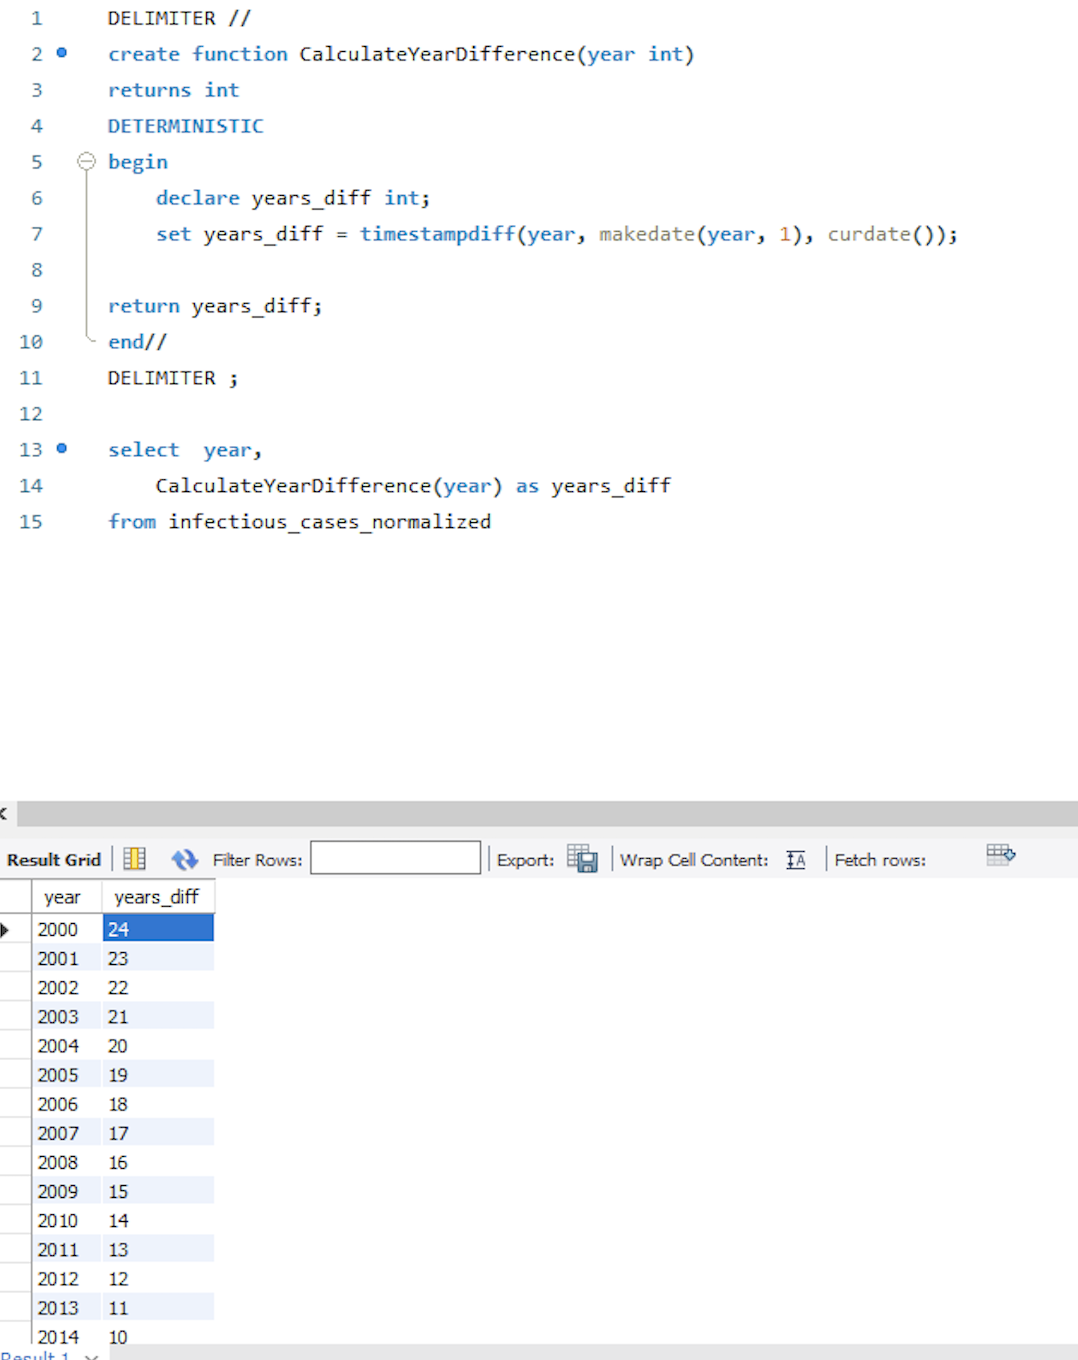 1 DELIMITER //
2 create function CalculateYearDifference(year int)
3 returns int
4 DETERMINISTIC
5 begin
6 declare years_diff int;
7 set years_diff = timestampdiff(year, makedate(year, 1), curdate());
8
9 return years_diff;
10 end//
11 DELIMITER ;
12
13 select  year,
14 CalculateYearDifference(year) as years_diff
15 from infectious_cases_normalized
Result Grid Filter Rows: Export: Wrap Cell Content: Fetch rows:
year years_diff
2000 24
2001 23
2002 22
2003 21
2004 20
2005 19
2006 18
2007 17
2008 16
2009 15
2010 14
2011 13
2012 12
2013 11
2014 10
Result 1